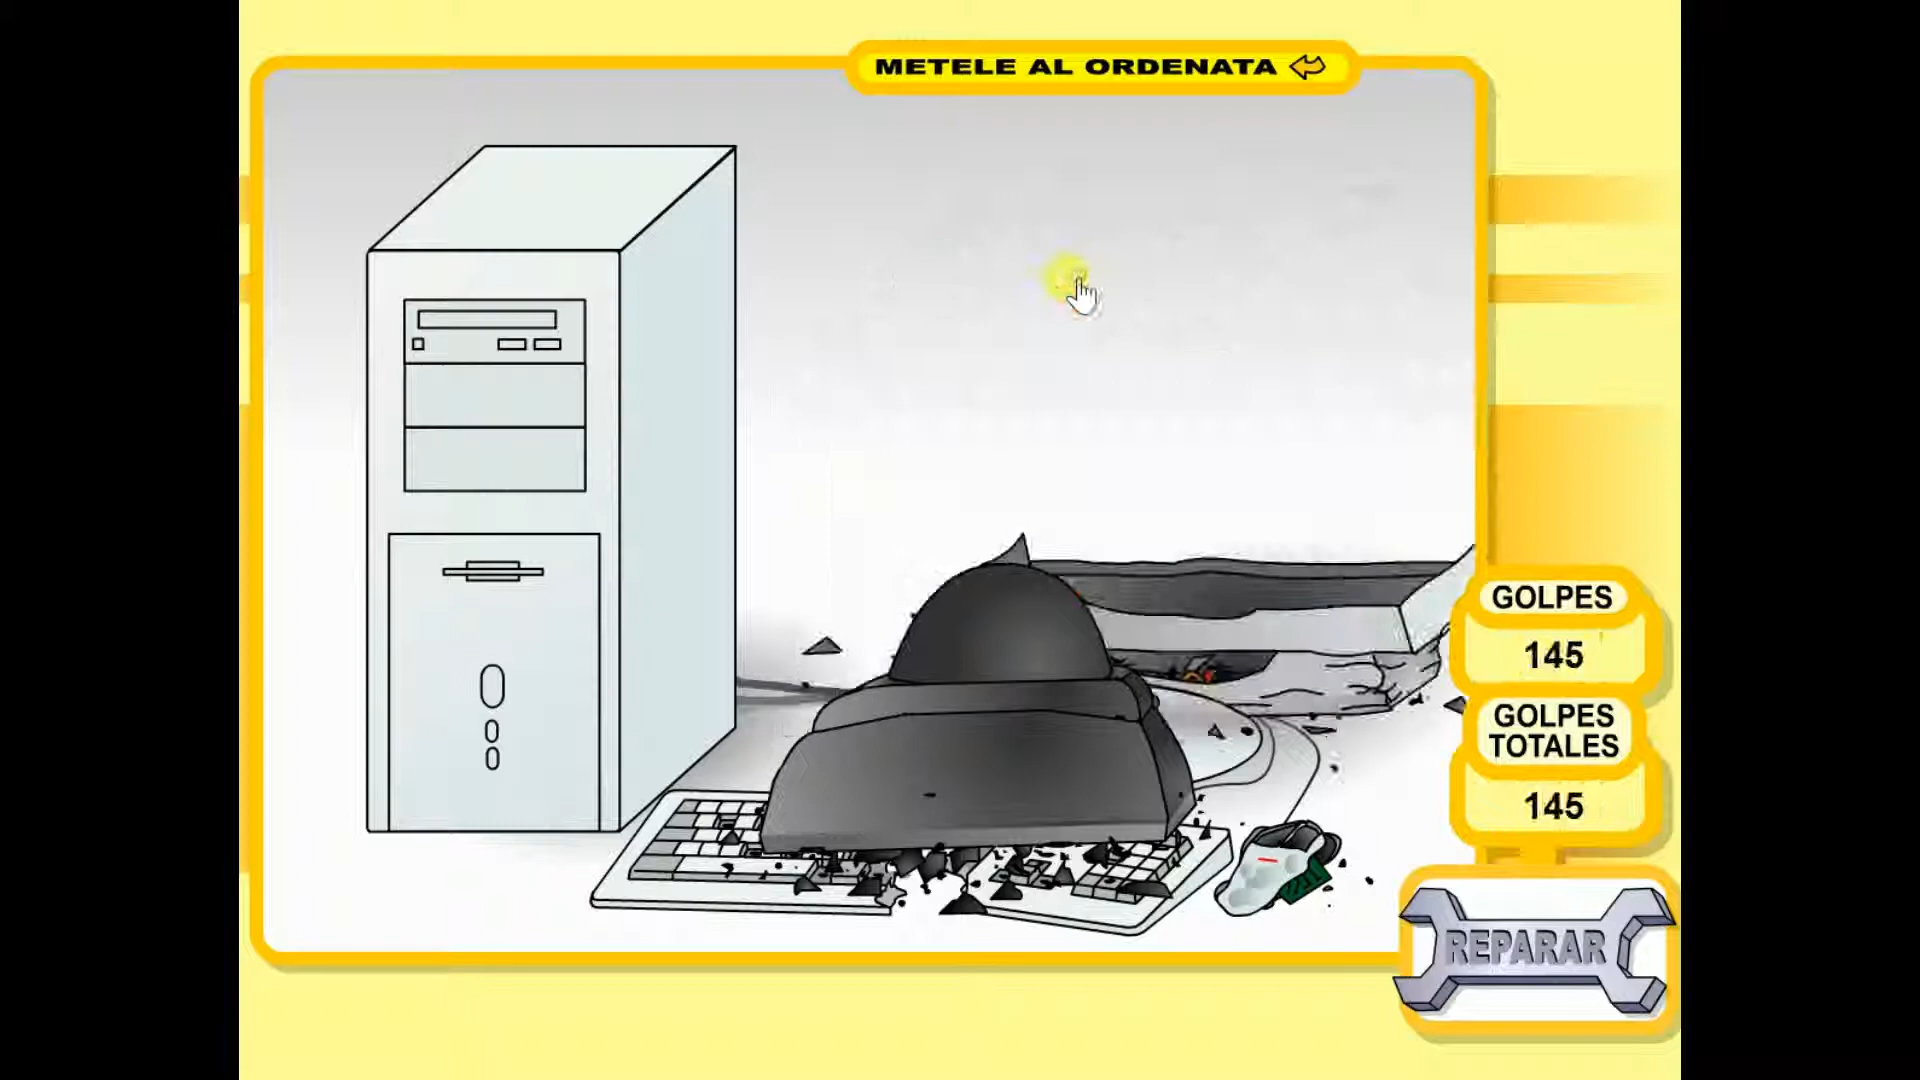 METELE AL ORDENATA
GOLPES
145
GOLPES
TOTALES
145
REPARAR